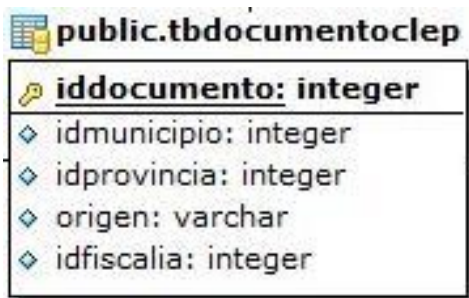 public.tbdocumentoclep
iddocumento: integer
idmunicipio: integer
idprovincia: integer
origen: varchar
idfiscalia: integer